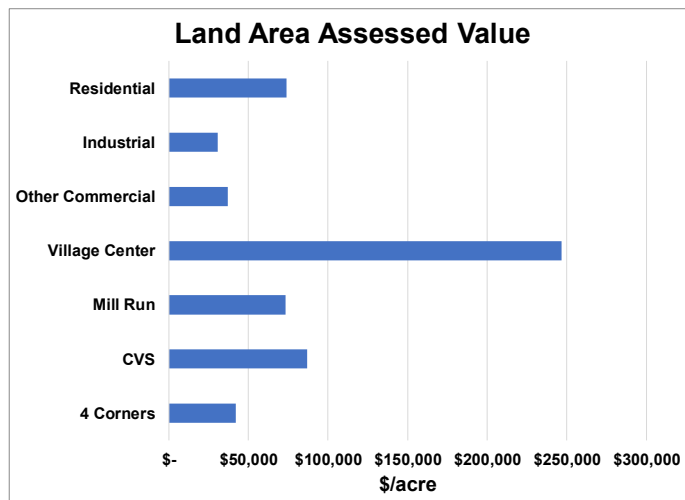 Land Area Assessed Value
Residential
Industrial
Other Commercial
Village Center
Mill Run
CVS
4 Corners
$- $50,000 $100,000 $150,000 $200,000 $250,000 $300,000
$/acre